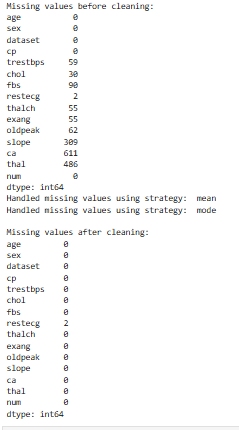 Missing values before cleaning:
age 0
sex 0
dataset 0
cp 0
trestbps 59
chol 30
fbs 90
restecg 2
thalch 55
exang 55
oldpeak 62
slope 309
ca 611
thal 486
num 0
dtype: int64
Handled missing values using strategy: mean
Handled missing values using strategy: mode
Missing values after cleaning:
age 0
sex 0
dataset 0
cp 0
trestbps 0
chol 0
fbs 0
restecg 2
thalch 0
exang 0
oldpeak 0
slope 0
ca 0
thal 0
num 0
dtype: int64